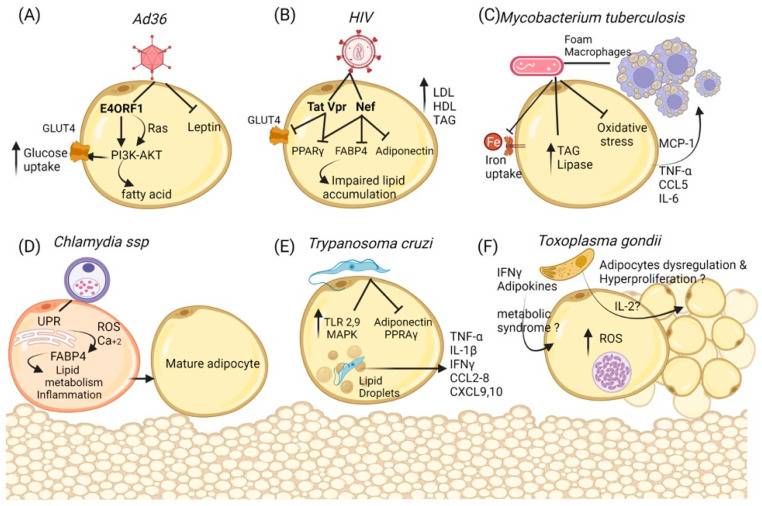 (A)
Ad36
E4ORF1
Ras
Leptin
GLUT4
Glucose
uptake
PI3K-AKT
fatty acid
(B)
HIV
Tat Vpr Nef
LDL
HDL
TAG
GLUT4
PPARγ FABP4 Adiponectin
Impaired lipid
accumulation
(C)
Mycobacterium tuberculosis
Foam
Macrophages
Fe
Iron
uptake
TAG
Lipase
Oxidative
stress
MCP-1
TNF-α
CCL5
IL-6
(D)
Chlamydia ssp
UPR
ROS
Ca+2
FABP4
Lipid
metabolism
Inflammation
Mature adipocyte
(E)
Trypanosoma cruzi
TLR 2,9
MAPK
Adiponectin
PPRAγ
Lipid
Droplets
TNF-α
IL-1β
IFNγ
CCL2-8
CXCL9,10
(F)
Toxoplasma gondii
IFNγ
Adipokines
metabolic
syndrome ?
Adipocytes dysregulation &
Hyperproliferation ?
IL-2?
ROS